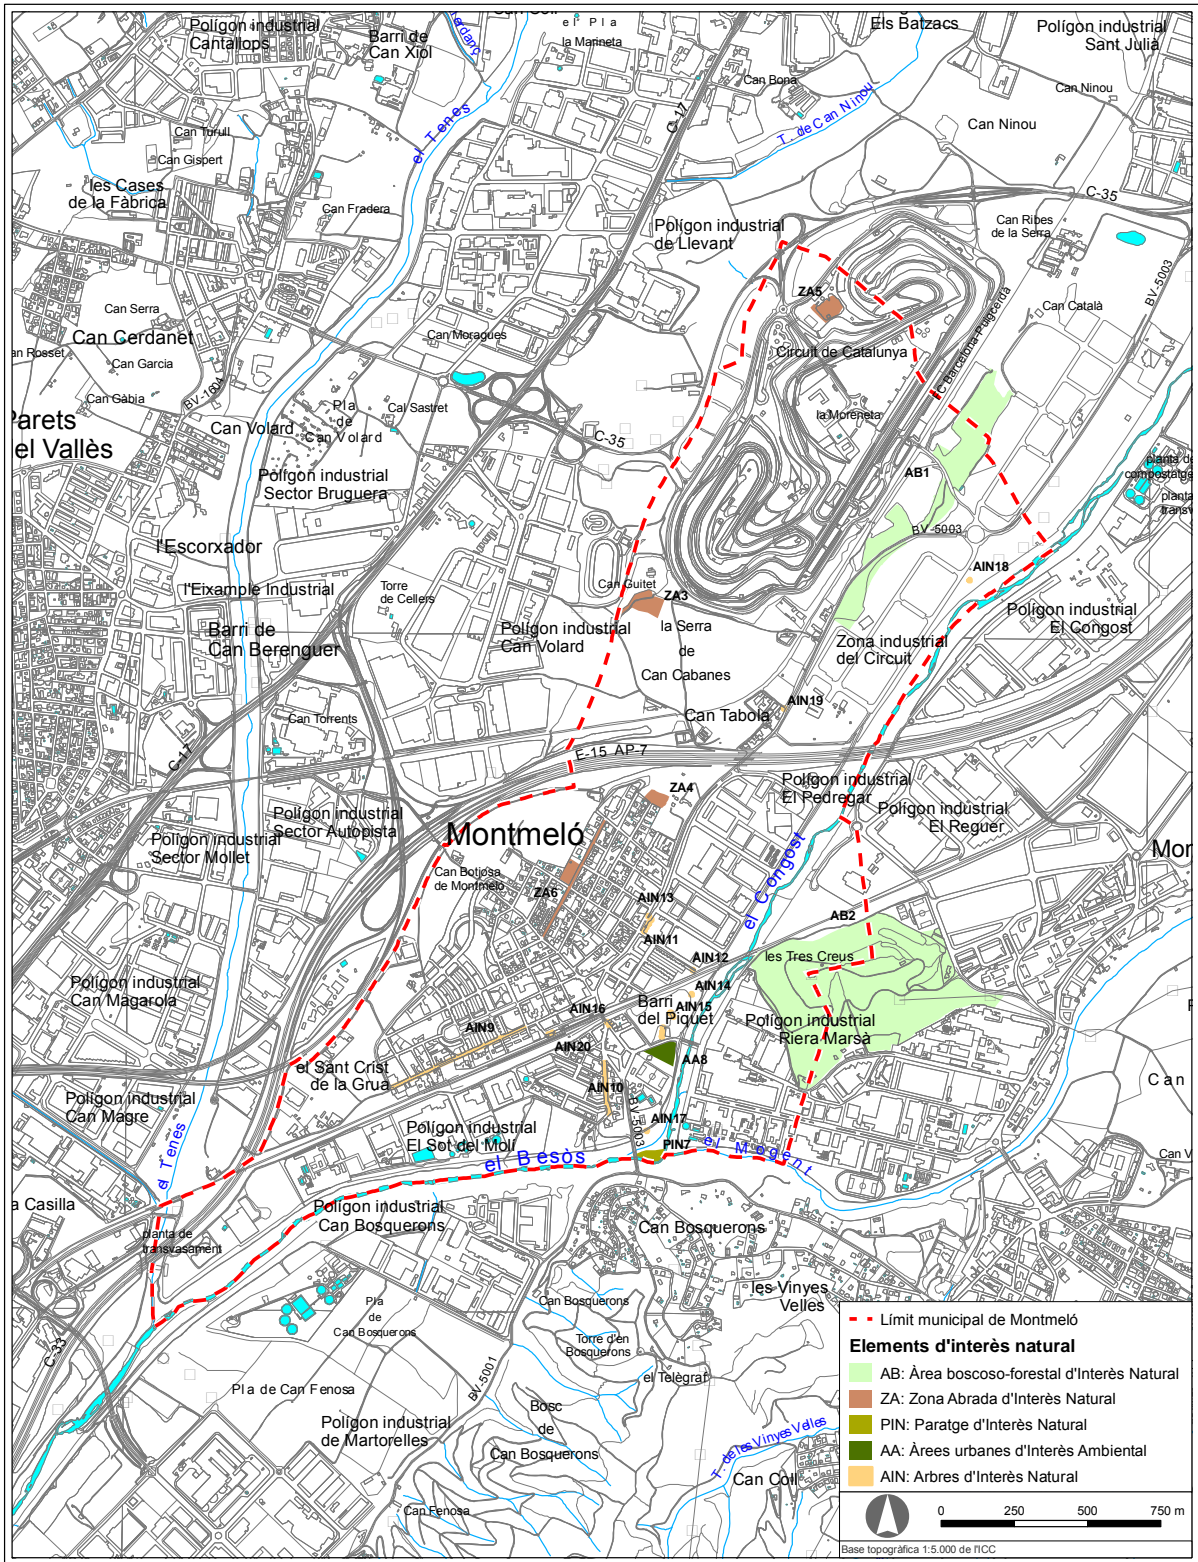 Polígon industrial
Cantallops
Barri de
Can Xiol
el Pla
la Marineta
Els Batzacs
Polígon industrial
Sant Julià
Can Bona
Can Ninou
Can Ninou
T. de Can Ninou
C-17
el Tenes
Can Turull
Can Gispert
les Cases
de la Fàbrica
Can Fradera
C-35
Can Ribes
de la Serra
Polígon industrial
de Llevant
BV-5003
ZA5
Can Català
Can Serra
Can Cerdanet
Can Garcia
Can Moragues
Circuit de Catalunya
FC Barcelona-Puigcerdà
an Rosset
Can Gàbia
BV-1604
Pla
de
Can Volard
Cal Sastret
Parets
el Vallès
Can Volard
la Moreneta
C-35
Polígon industrial
Sector Bruguera
AB1
planta de
compostatge
planta
transv
BV-5003
l'Escorxador
AIN18
l'Eixample Industrial
Torre
de Cellers
Can Guitet
ZA3
Polígon industrial
El Congost
Barri de
Can Berenguer
Polígon industrial
Can Volard
la Serra
de
Can Cabanes
Zona industrial
del Circuit
AIN19
Can Tabola
Can Torrents
C-17
E-15 AP-7
Polígon industrial
El Pedregar
ZA4
Polígon industrial
Sector Autopista
Polígon industrial
El Reguer
Polígon industrial
Sector Mollet
Montmeló
Mon
Can Botjosa
de Montmeló
ZA6
el Congost
AIN13
AB2
AIN11
AIN12
les Tres Creus
Polígon industrial
Can Magarola
AIN14
AIN16
Barri
del Piquet
AIN15
Polígon industrial
Riera Marsà
AIN9
AIN20
AA8
el Sant Crist
de la Grua
AIN10
Can
Polígon industrial
Can Magre
BV-5003
AIN17
Polígon industrial
El Sot del Molí
PIN7
el Mogent
el Besòs
el Tenes
Can V
a Casilla
Polígon industrial
Can Bosquerons
Can Bosquerons
planta de
transvasament
les Vinyes
Velles
Can Bosquerons
Pla
de
Can Bosquerons
Torre d'en
Bosquerons
C-33
BV-5001
el Telègraf
Pla de Can Fenosa
Bosc
de
Can Bosquerons
Polígon industrial
de Martorelles
T. de les Vinyes Velles
Can Coll
Can Fenosa
Límit municipal de Montmeló
Elements d'interès natural
AB: Àrea boscoso-forestal d'Interès Natural
ZA: Zona Abrada d'Interès Natural
PIN: Paratge d'Interès Natural
AA: Àrees urbanes d'Interès Ambiental
AIN: Arbres d'Interès Natural
0 250 500 750 m
Base topogràfica 1:5.000 de l'ICC